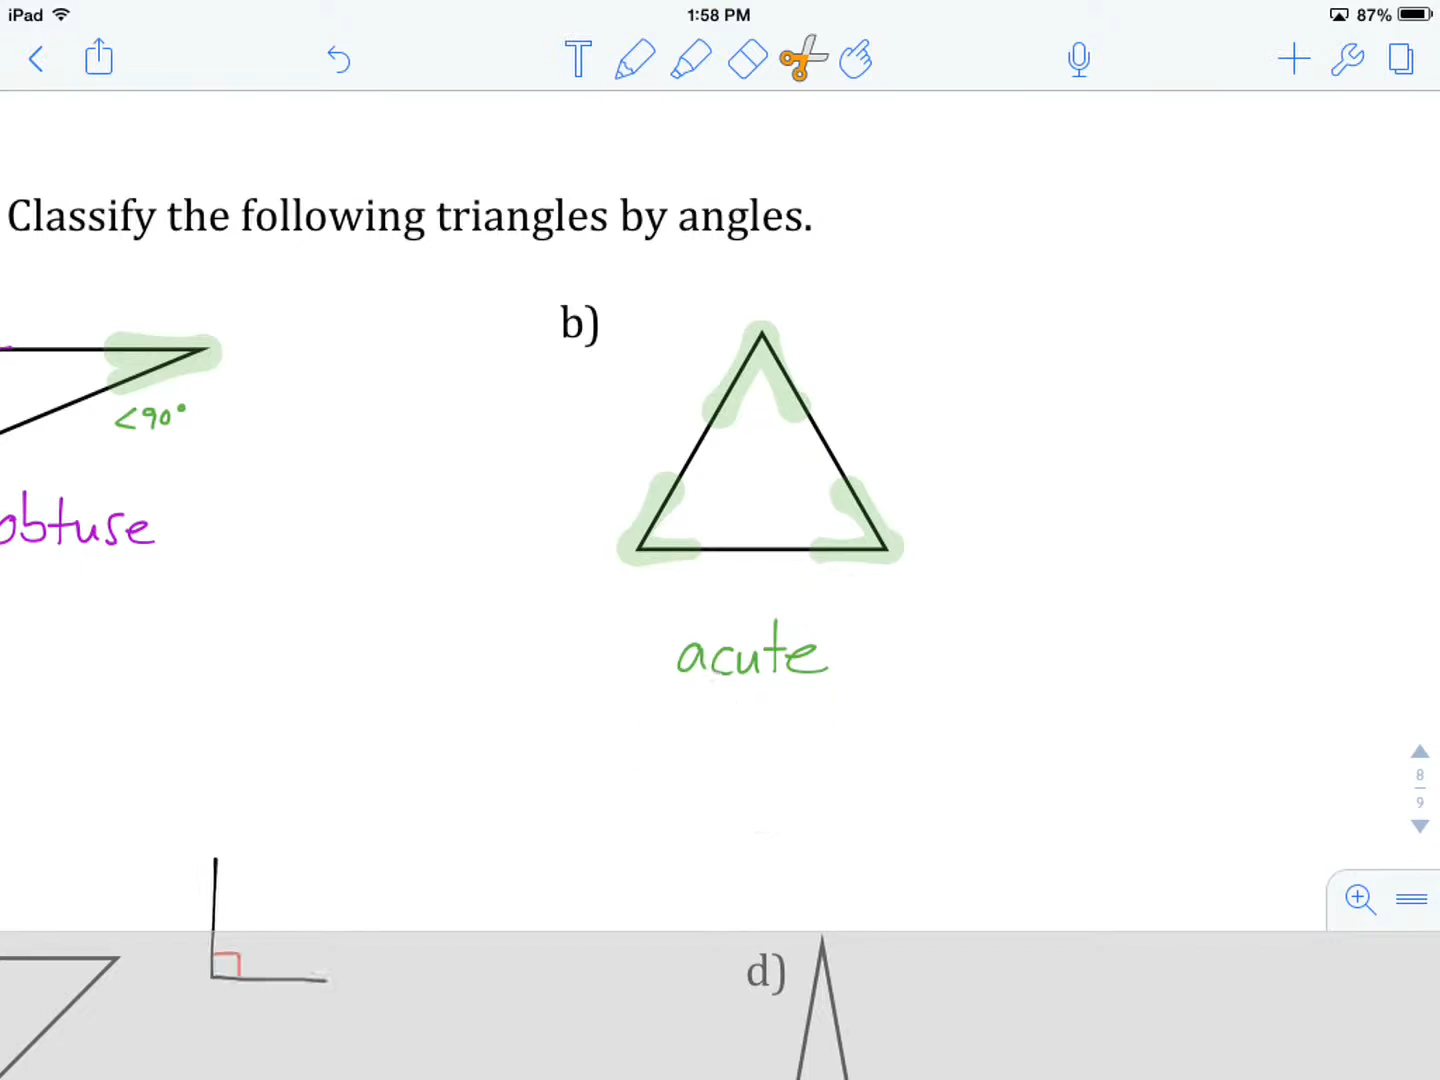 iPad
1:58 PM
87%
T
Classify the following triangles by angles.
b)
<90°
obtuse
acute
8
9
d)